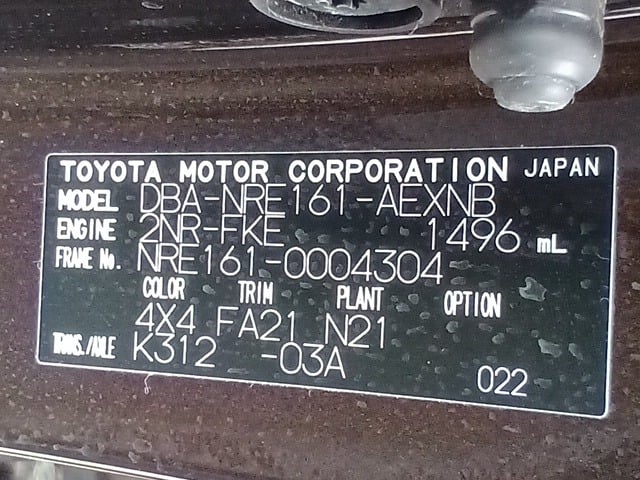 TOYOTA MOTOR CORPORATION JAPAN
MODEL DBA-NRE161-AEXNB
ENGINE 2NR-FKE 1496 mL
FRAME No. NRE161-0004304
COLOR TRIM PLANT OPTION
4X4 FA21 N21
TRANS./AXLE K312 -03A
022